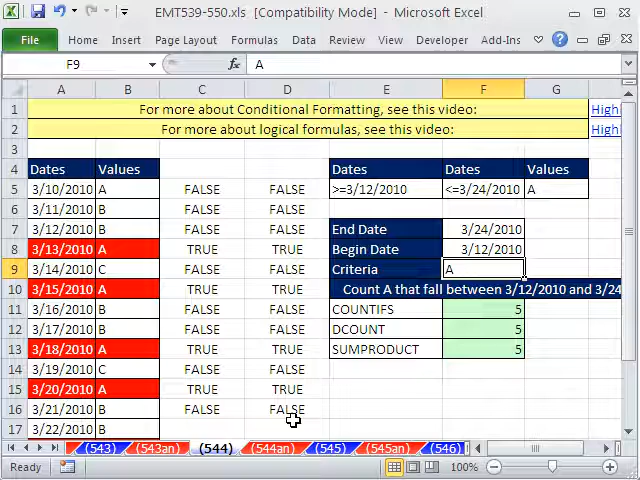 EMT539-550.xls [Compatibility Mode] - Microsoft Excel
File Home Insert Page Layout Formulas Data Review View Developer Add-Ins
F9 fx A
A B C D E F G
1 For more about Conditional Formatting, see this video: Highl
2 For more about logical formulas, see this video: Highl
3
4 Dates Values Dates Dates Values
5 3/10/2010 A FALSE FALSE >=3/12/2010 <=3/24/2010 A
6 3/11/2010 B FALSE FALSE
7 3/12/2010 B FALSE FALSE End Date 3/24/2010
8 3/13/2010 A TRUE TRUE Begin Date 3/12/2010
9 3/14/2010 C FALSE FALSE Criteria A
10 3/15/2010 A TRUE TRUE Count A that fall between 3/12/2010 and 3/24
11 3/16/2010 B FALSE FALSE COUNTIFS 5
12 3/17/2010 B FALSE FALSE DCOUNT 5
13 3/18/2010 A TRUE TRUE SUMPRODUCT 5
14 3/19/2010 C FALSE FALSE
15 3/20/2010 A TRUE TRUE
16 3/21/2010 B FALSE FALSE
17 3/22/2010 B
(543) (543an) (544) (544an) (545) (545an) (546)
Ready 100%